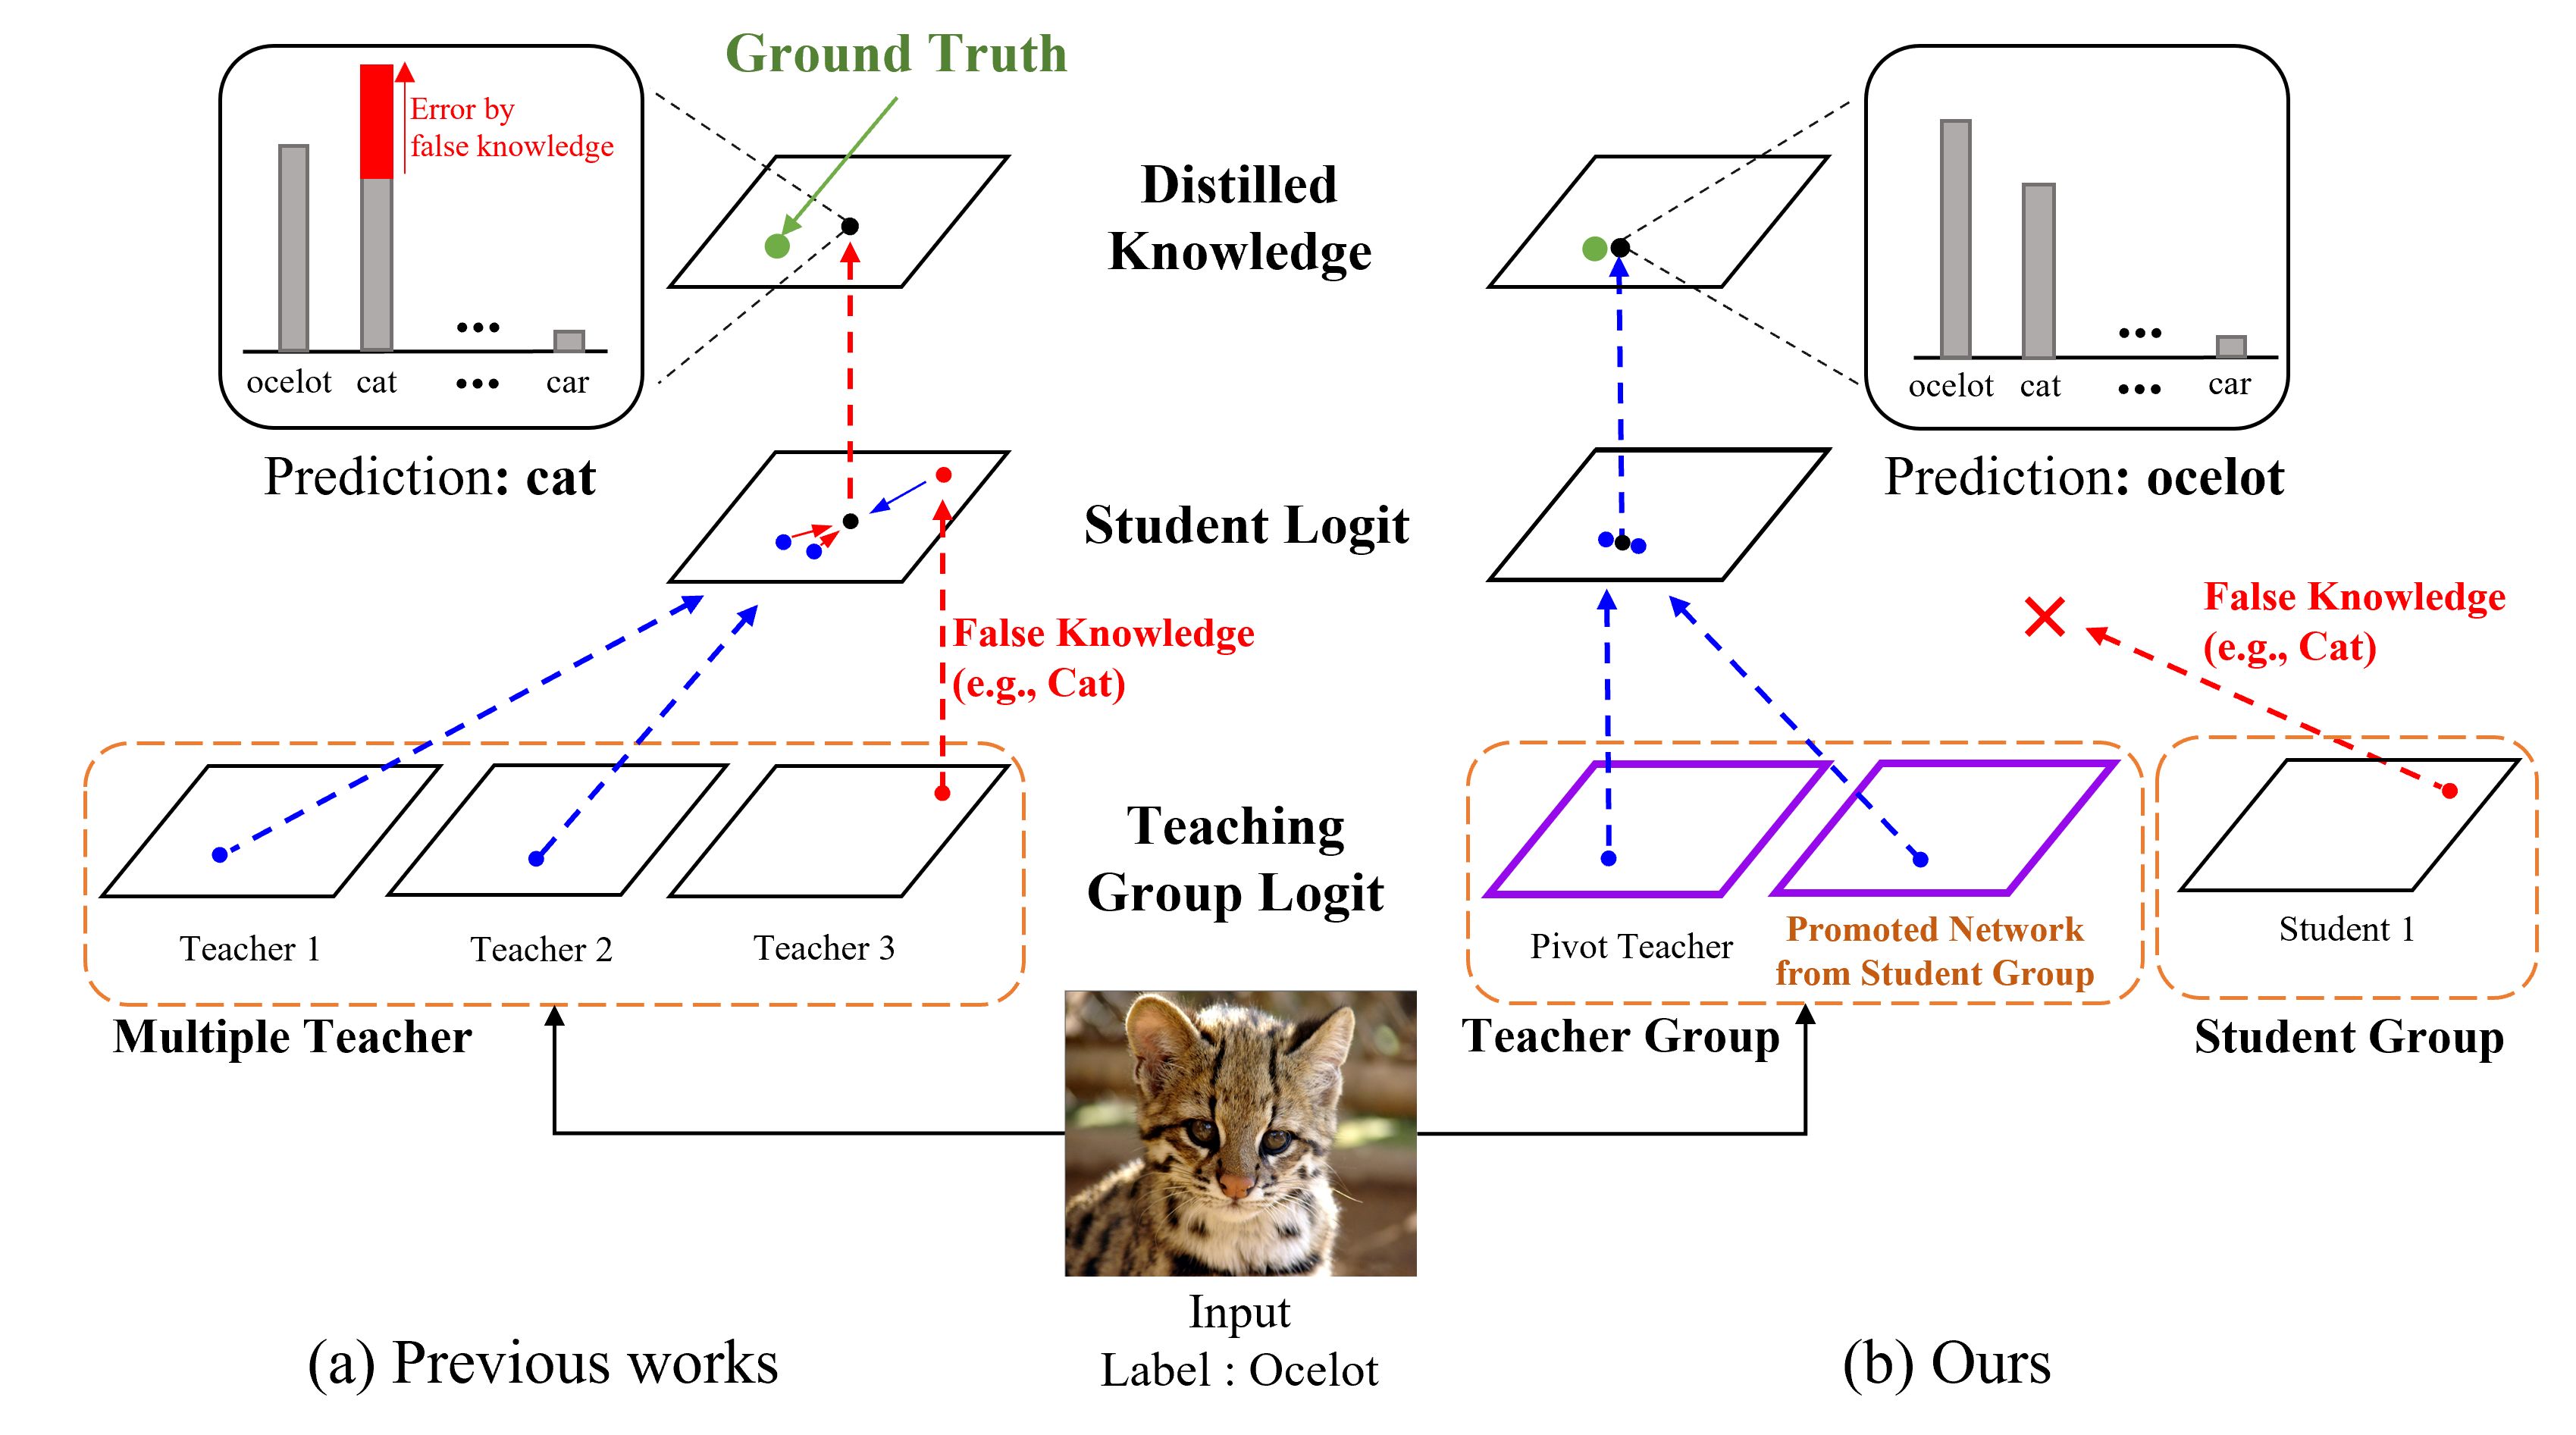 Ground Truth
Error by
false knowledge
ocelot cat ... car
Prediction: cat
Distilled
Knowledge
ocelot cat ... car
Prediction: ocelot
Student Logit
False Knowledge
(e.g., Cat)
False Knowledge
(e.g., Cat)
Teaching
Group Logit
Teacher 1
Teacher 2
Teacher 3
Multiple Teacher
Pivot Teacher
Promoted Network
from Student Group
Teacher Group
Student 1
Student Group
Input
Label : Ocelot
(a) Previous works
(b) Ours